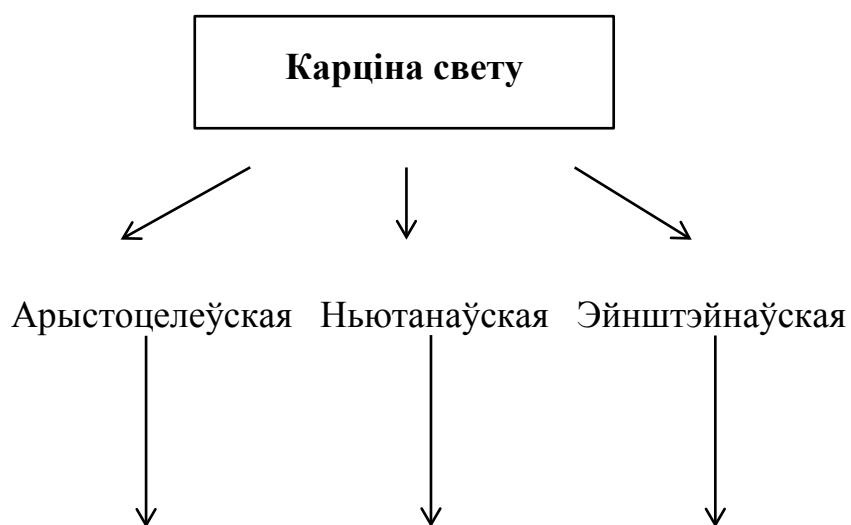 Карціна свету
Арыстоцелеўская Ньютанаўская Эйнштэйнаўская